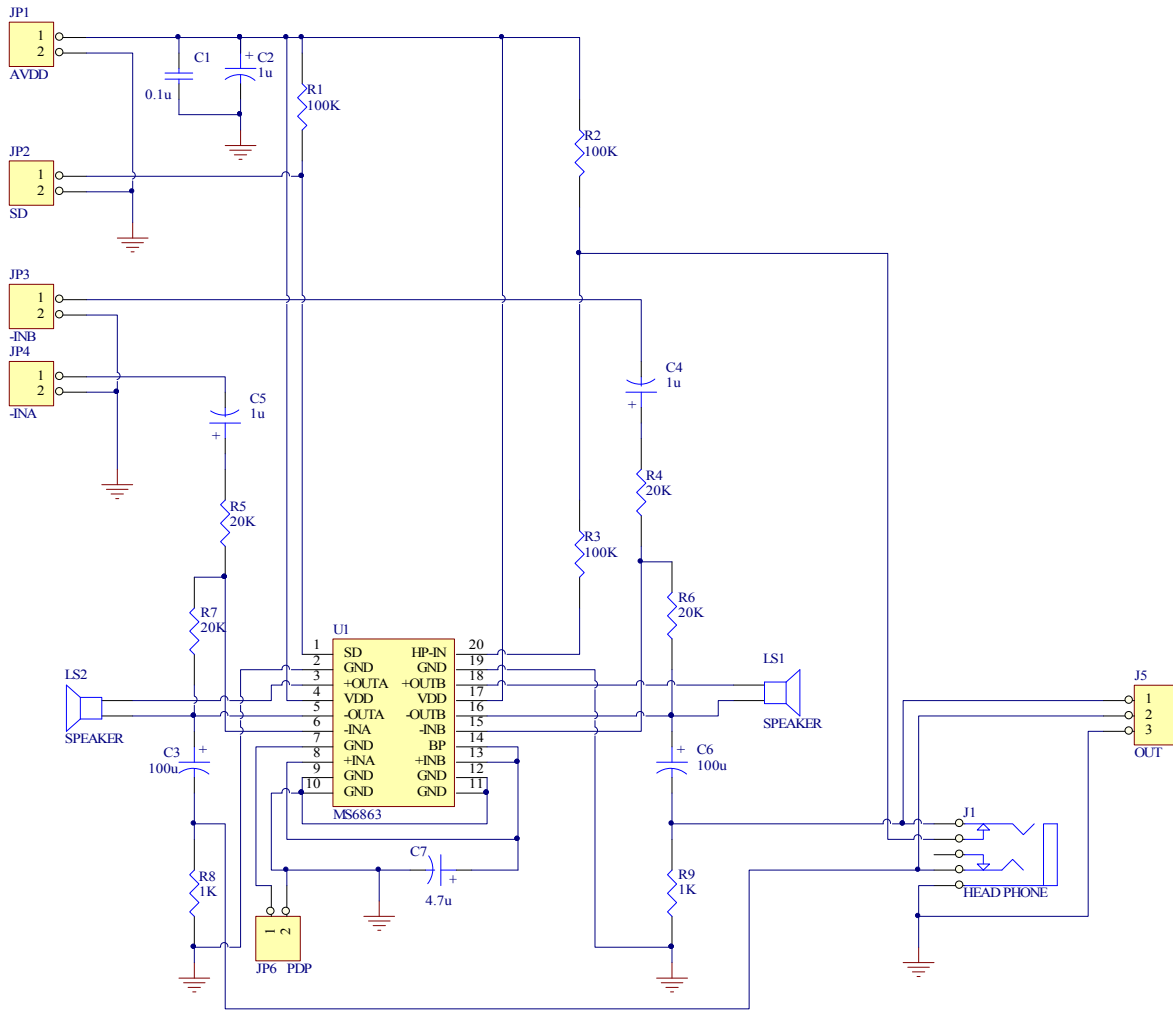 JP1
1
2
AVDD
C1
0.1u
+
C2
1u
R1
100K
R2
100K
JP2
1
2
SD
JP3
1
2
-INB
JP4
1
2
-INA
C5
1u
+
C4
1u
+
R5
20K
R4
20K
R3
100K
R7
20K
R6
20K
U1
1 SD HP-IN 20
2 GND GND 19
3 +OUTA +OUTB 18
4 VDD VDD 17
5 -OUTA -OUTB 16
6 -INA -INB 15
7 GND BP 14
8 +INA +INB 13
9 GND GND 12
10 GND GND 11
MS6863
LS2
SPEAKER
LS1
SPEAKER
J5
1
2
3
OUT
C3
100u
+
C6
100u
+
J1
HEAD PHONE
C7
+
4.7u
R8
1K
R9
1K
1
2
JP6 PDP